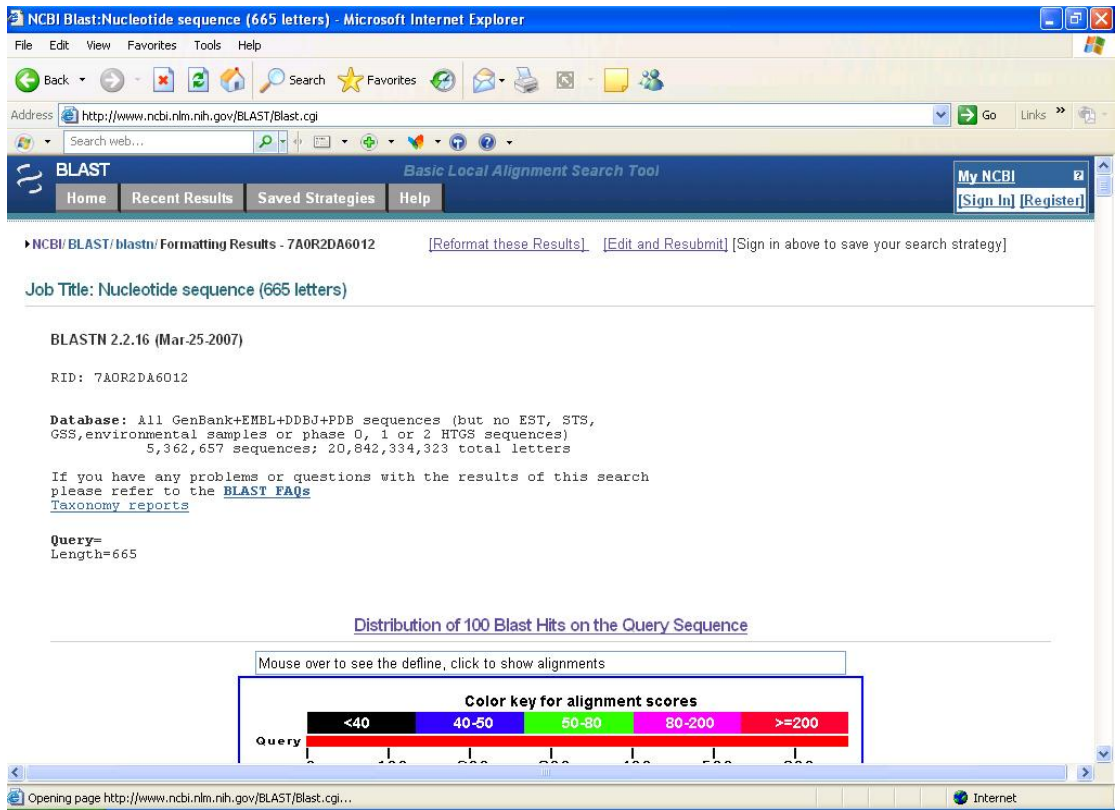 NCBI Blast:Nucleotide sequence (665 letters) - Microsoft Internet Explorer
File Edit View Favorites Tools Help
Back Search Favorites
Address http://www.ncbi.nlm.nih.gov/BLAST/Blast.cgi Go Links »
Search web...
BLAST Basic Local Alignment Search Tool My NCBI
Home Recent Results Saved Strategies Help [Sign In] [Register]
NCBI/ BLAST/ blastn/ Formatting Results - 7A0R2DA6012 [Reformat these Results] [Edit and Resubmit] [Sign in above to save your search strategy]
Job Title: Nucleotide sequence (665 letters)
BLASTN 2.2.16 (Mar-25-2007)
RID: 7A0R2DA6012
Database: All GenBank+EMBL+DDBJ+PDB sequences (but no EST, STS,
GSS,environmental samples or phase 0, 1 or 2 HTGS sequences)
5,362,657 sequences; 20,842,334,323 total letters
If you have any problems or questions with the results of this search
please refer to the BLAST FAQs
Taxonomy reports
Query=
Length=665
Distribution of 100 Blast Hits on the Query Sequence
Mouse over to see the defline, click to show alignments
Color key for alignment scores
<40 40-50 50-80 80-200 >=200
Query
Opening page http://www.ncbi.nlm.nih.gov/BLAST/Blast.cgi... Internet